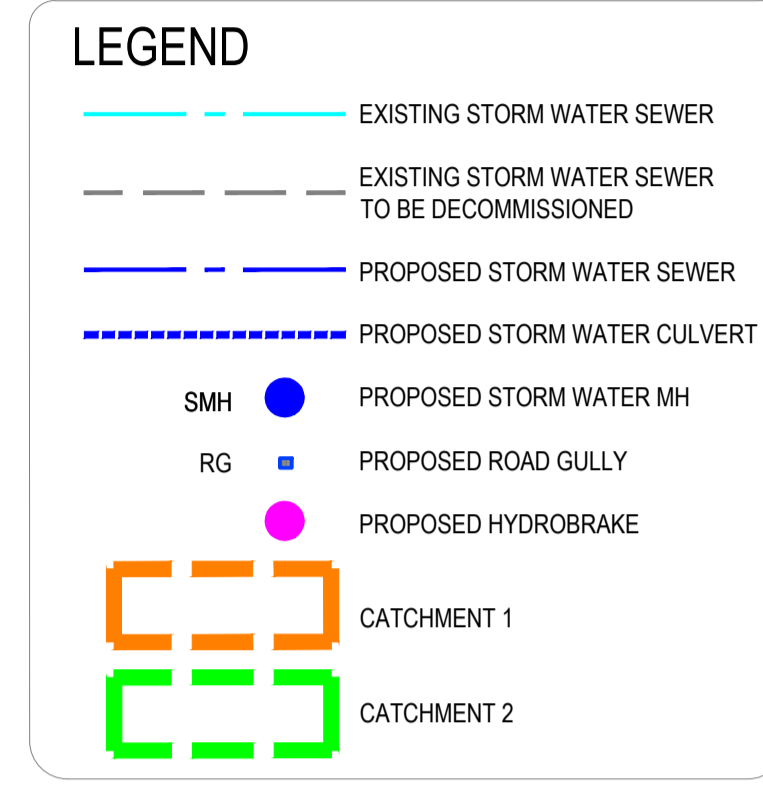 LEGEND
EXISTING STORM WATER SEWER
EXISTING STORM WATER SEWER
TO BE DECOMMISSIONED
PROPOSED STORM WATER SEWER
PROPOSED STORM WATER CULVERT
SMH PROPOSED STORM WATER MH
RG PROPOSED ROAD GULLY
PROPOSED HYDROBRAKE
CATCHMENT 1
CATCHMENT 2